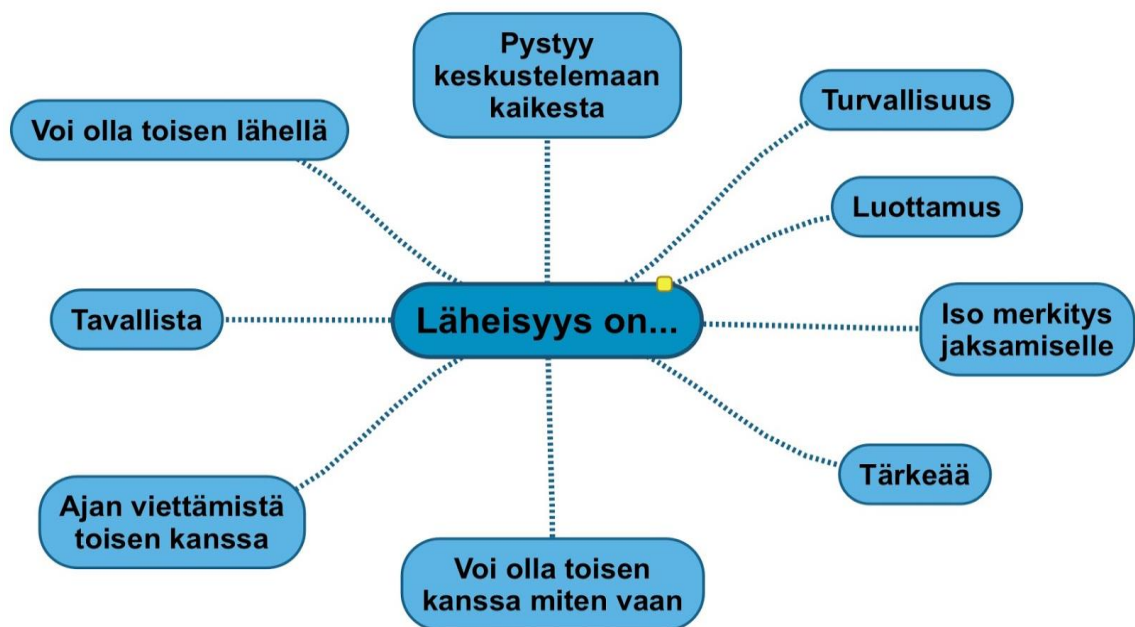 Pystyy
keskustelemaan
kaikesta
Turvallisuus
Voi olla toisen lähellä
Luottamus
Tavallista
Läheisyys on...
Iso merkitys
jaksamiselle
Tärkeää
Ajan viettämistä
toisen kanssa
Voi olla toisen
kanssa miten vaan